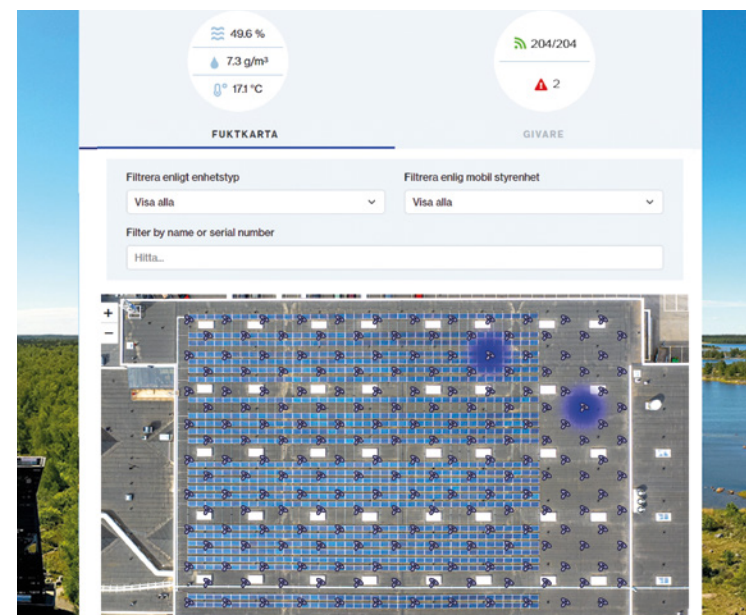 49.6 %
7.3 g/m³
17.1 °C
204/204
2
FUKTKARTA
GIVARE
Filtrera enligt enhetstyp
Filtrera enlig mobil styrenhet
Visa alla
Visa alla
Filter by name or serial number
Hitta...
+
−